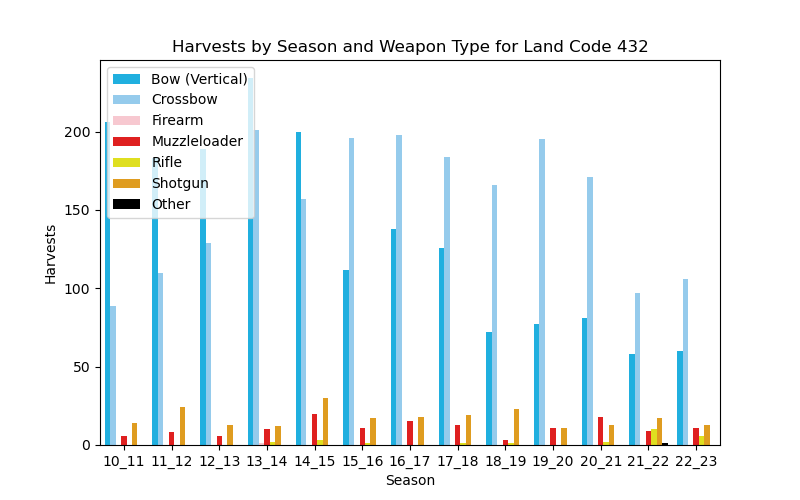 Harvests by Season and Weapon Type for Land Code 432
Bow (Vertical)
Crossbow
Firearm
Muzzleloader
Rifle
Shotgun
Other
200
150
100
50
0
Harvests
10_11 11_12 12_13 13_14 14_15 15_16 16_17 17_18 18_19 19_20 20_21 21_22 22_23
Season